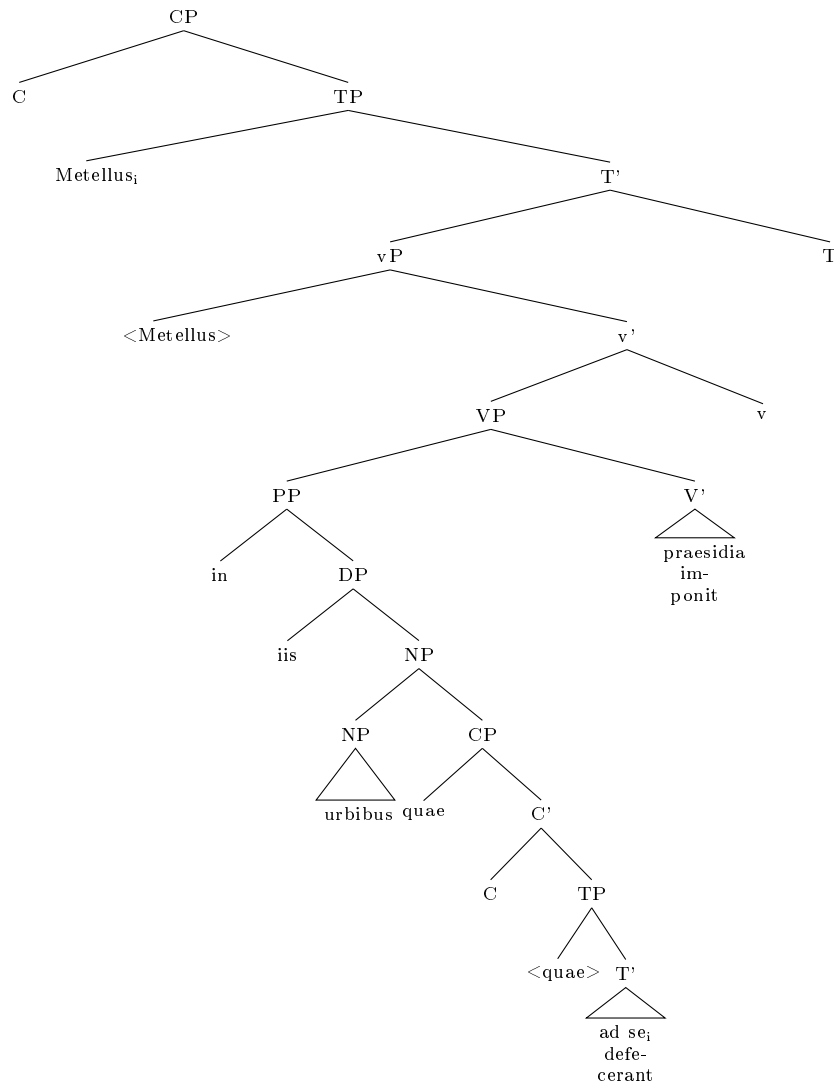 CP
C TP
Metellusᵢ T'
vP T
<Metellus> v'
VP v
PP V'
praesidia
im-
ponit
in DP
iis NP
NP CP
urbibus quae C'
C TP
<quae> T'
ad seᵢ
defe-
cerant